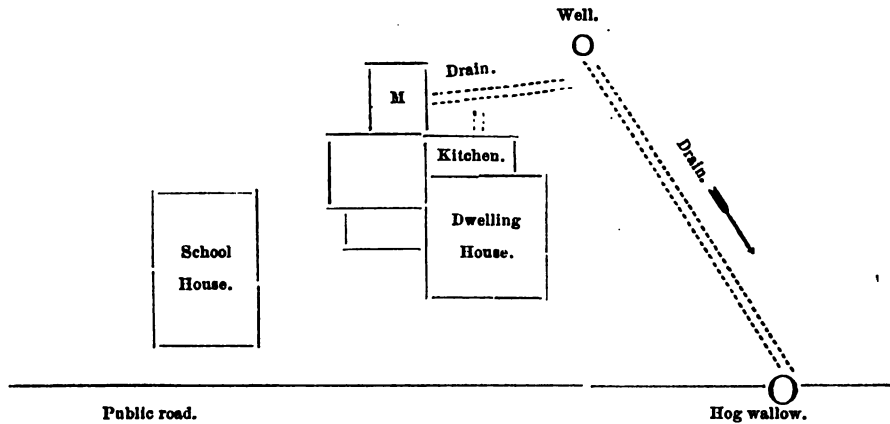 Well.
Drain.
M
Kitchen.
Drain.
Dwelling
House.
School
House.
Public road.
Hog wallow.